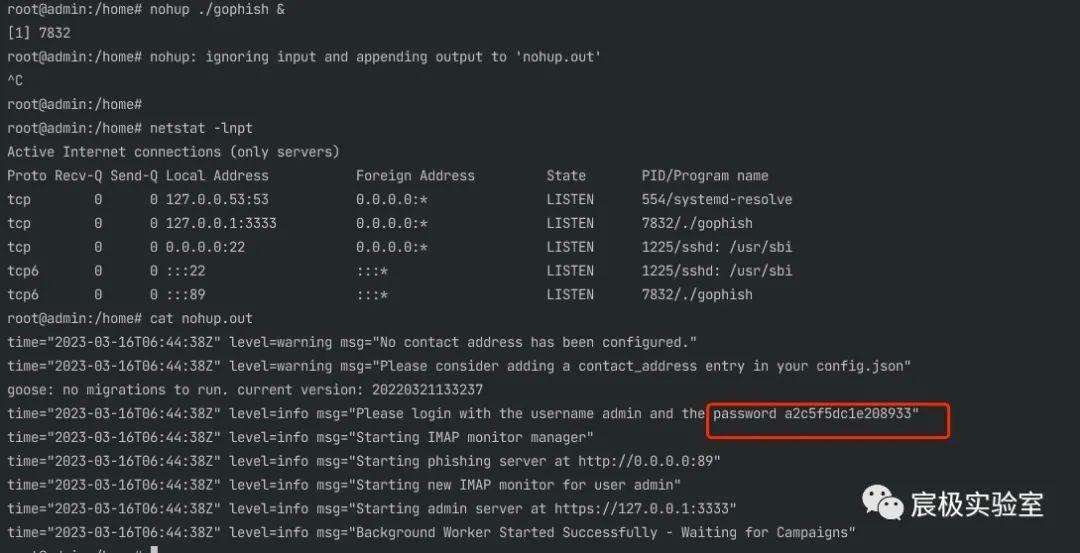 root@admin:/home# nohup ./gophish &
[1] 7832
root@admin:/home# nohup: ignoring input and appending output to 'nohup.out'
^C
root@admin:/home#
root@admin:/home# netstat -lnpt
Active Internet connections (only servers)
Proto Recv-Q Send-Q Local Address           Foreign Address         State       PID/Program name
tcp        0      0 127.0.0.53:53           0.0.0.0:*               LISTEN      554/systemd-resolve
tcp        0      0 127.0.0.1:3333          0.0.0.0:*               LISTEN      7832/./gophish
tcp        0      0 0.0.0.0:22              0.0.0.0:*               LISTEN      1225/sshd: /usr/sbi
tcp6       0      0 :::22                   :::*                    LISTEN      1225/sshd: /usr/sbi
tcp6       0      0 :::89                   :::*                    LISTEN      7832/./gophish
root@admin:/home# cat nohup.out
time="2023-03-16T06:44:38Z" level=warning msg="No contact address has been configured."
time="2023-03-16T06:44:38Z" level=warning msg="Please consider adding a contact_address entry in your config.json"
goose: no migrations to run. current version: 20220321133237
time="2023-03-16T06:44:38Z" level=info msg="Please login with the username admin and the password a2c5f5dc1e208933"
time="2023-03-16T06:44:38Z" level=info msg="Starting IMAP monitor manager"
time="2023-03-16T06:44:38Z" level=info msg="Starting phishing server at http://0.0.0.0:89"
time="2023-03-16T06:44:38Z" level=info msg="Starting new IMAP monitor for user admin"
time="2023-03-16T06:44:38Z" level=info msg="Starting admin server at https://127.0.0.1:3333"
time="2023-03-16T06:44:38Z" level=info msg="Background Worker Started Successfully - Waiting for Campaigns"
宸极实验室